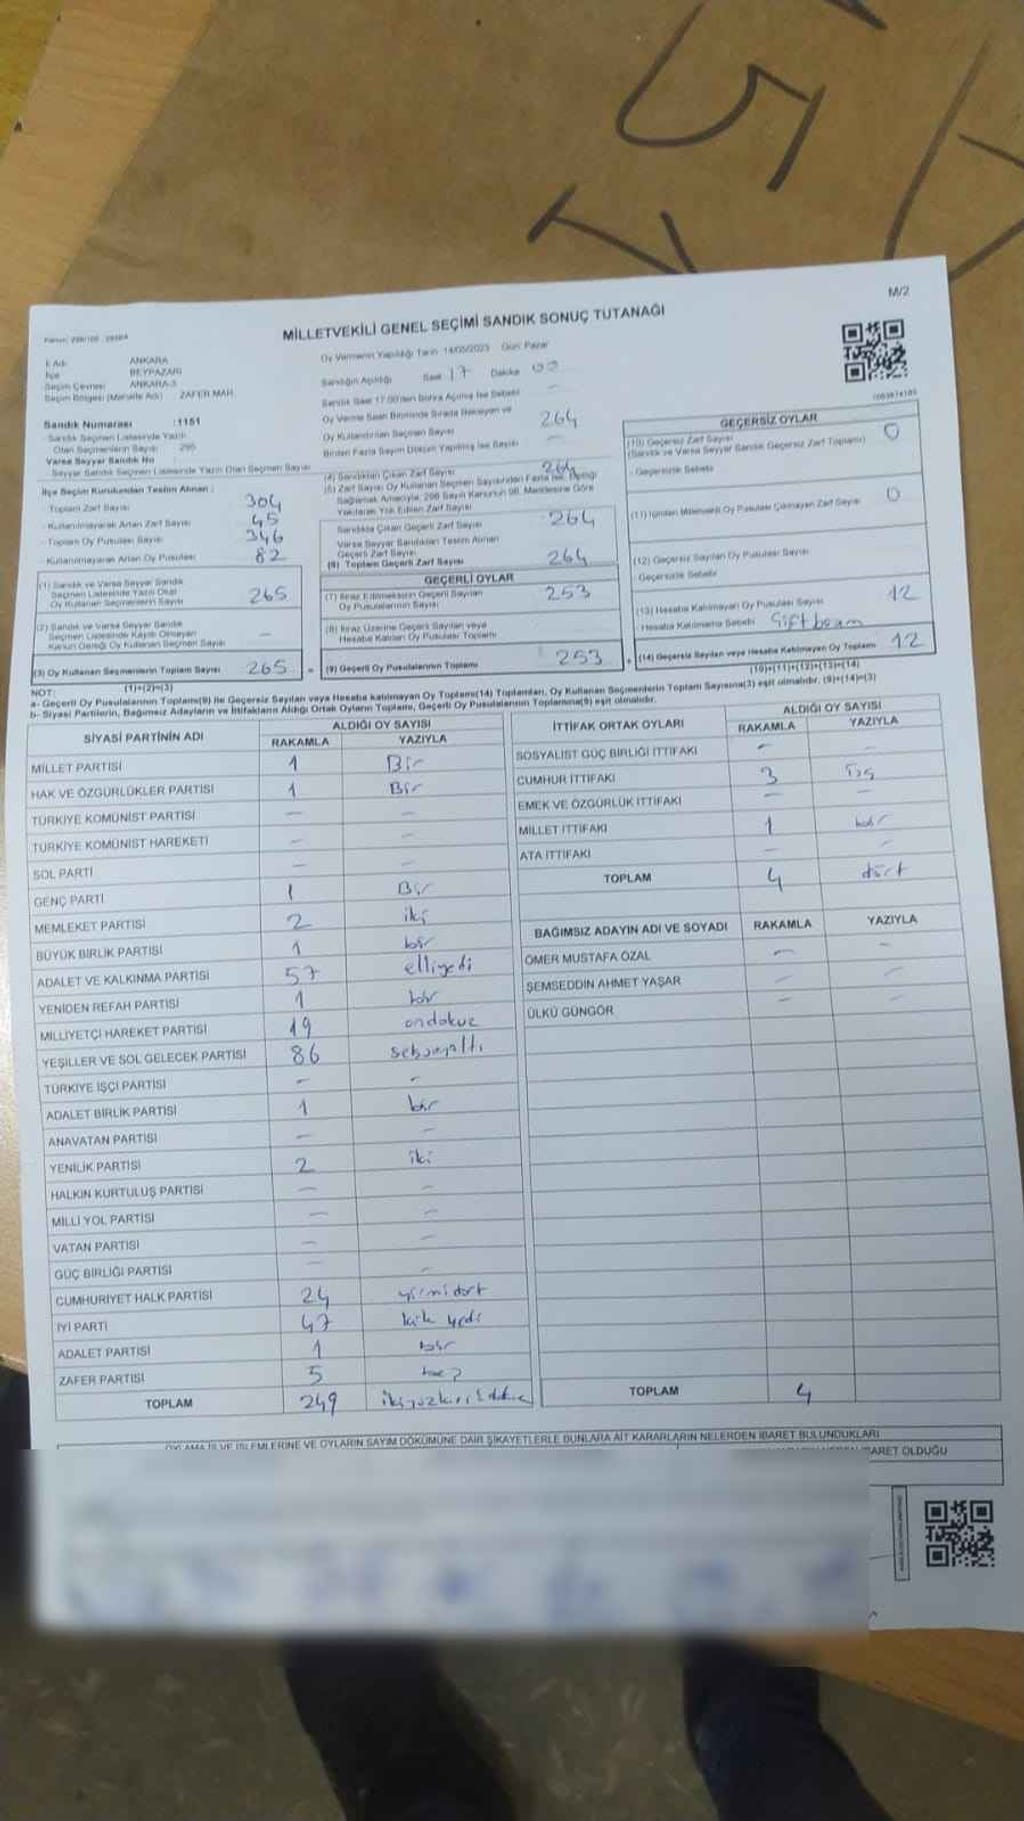 M/2
MİLLETVEKİLİ GENEL SEÇİMİ SANDIK SONUÇ TUTANAĞI
İl Adı ANKARA
İlçe BEYPAZARI
Seçim Çevresi ANKARA-3
Seçim Bölgesi (Mahalle Adı) ZAFER MAH.
Sandık Numarası :1151
Sandık Seçmen Listesinde Yazılı
Olan Seçmenlerin Sayısı 295
Varsa Seyyar Sandık No
Seyyar Sandık Seçmen Listesinde Yazılı Olan Seçmen Sayısı
İlçe Seçim Kurulundan Teslim Alınan :
Toplam Zarf Sayısı 304
Kullanılmayarak Artan Zarf Sayısı 45
Toplam Oy Pusulası Sayısı 346
Kullanılmayarak Artan Oy Pusulası 82
(1) Sandık ve Varsa Seyyar Sandık
Seçmen Listesinde Yazılı Olan
Oy Kullanan Seçmenlerin Sayısı 265
(2) Sandık ve Varsa Seyyar Sandık
Seçmen Listesinde Kayıtlı Olmayan
Kanun Gereği Oy Kullanan Seçmen Sayısı —
(3) Oy Kullanan Seçmenlerin Toplam Sayısı 265
(1)+(2)=(3)
Oy Vermenin Yapıldığı Tarih 14/05/2023 Gün: Pazar
Sandığın Açıldığı Saat 17 Dakika 00
Sandık Saat 17:00'den Sonra Açılmış İse Sebebi
Oy Verme Saati Bitiminde Sırada Bekleyen ve
Oy Kullandırılan Seçmen Sayısı 264
Birden Fazla Sayım Döküm Yapılmış İse Sayısı —
(4) Sandıktan Çıkan Zarf Sayısı 264
(5) Zarf Sayısı Oy Kullanan Seçmen Sayısından Fazla İse, Eşitliği
Sağlamak Amacıyla, 298 Sayılı Kanunun 98. Maddesine Göre
Yakılarak Yok Edilen Zarf Sayısı
Sandıkta Çıkan Geçerli Zarf Sayısı 264
Varsa Seyyar Sandıktan Teslim Alınan
Geçerli Zarf Sayısı
(6) Toplam Geçerli Zarf Sayısı 264
GEÇERLİ OYLAR
(7) İtiraz Edilmeksizin Geçerli Sayılan
Oy Pusulalarının Sayısı 253
(8) İtiraz Üzerine Geçerli Sayılan veya
Hesaba Katılan Oy Pusulası Toplamı
(9) Geçerli Oy Pusulalarının Toplamı 253
GEÇERSİZ OYLAR
(10) Geçersiz Zarf Sayısı
(Sandık ve Varsa Seyyar Sandık Geçersiz Zarf Toplamı) 0
Geçersizlik Sebebi
(11) İçinden Milletvekili Oy Pusulası Çıkmayan Zarf Sayısı 0
(12) Geçersiz Sayılan Oy Pusulası Sayısı
Geçersizlik Sebebi
(13) Hesaba Katılmayan Oy Pusulası Sayısı 12
Hesaba Katılmama Sebebi
(14) Geçersiz Sayılan veya Hesaba Katılmayan Oy Toplamı 12
(10)+(11)+(12)+(13)=(14)
NOT:
a- Geçerli Oy Pusulalarının Toplamı(9) ile Geçersiz Sayılan veya Hesaba katılmayan Oy Toplamı(14) Toplamları, Oy Kullanan Seçmenlerin Toplam Sayısına(3) eşit olmalıdır. (9)+(14)=(3)
b- Siyasi Partilerin, Bağımsız Adayların ve İttifakların Aldığı Ortak Oyların Toplamı, Geçerli Oy Pusulalarının Toplamına(9) eşit olmalıdır.
SİYASİ PARTİNİN ADI ALDIĞI OY SAYISI
RAKAMLA YAZIYLA
MİLLET PARTİSİ 1 Bir
HAK VE ÖZGÜRLÜKLER PARTİSİ 1 Bir
TÜRKİYE KOMÜNİST PARTİSİ — —
TÜRKİYE KOMÜNİST HAREKETİ — —
SOL PARTİ — —
GENÇ PARTİ 1 Bir
MEMLEKET PARTİSİ 2 iki
BÜYÜK BİRLİK PARTİSİ 1 bir
ADALET VE KALKINMA PARTİSİ 57 elliyedi
YENİDEN REFAH PARTİSİ 1 bir
MİLLİYETÇİ HAREKET PARTİSİ 19 ondokuz
YEŞİLLER VE SOL GELECEK PARTİSİ 86 seksenaltı
TÜRKİYE İŞÇİ PARTİSİ — —
ADALET BİRLİK PARTİSİ 1 bir
ANAVATAN PARTİSİ — —
YENİLİK PARTİSİ 2 iki
HALKIN KURTULUŞ PARTİSİ — —
MİLLİ YOL PARTİSİ — —
VATAN PARTİSİ — —
GÜÇ BİRLİĞİ PARTİSİ — —
CUMHURİYET HALK PARTİSİ 24 yirmidört
İYİ PARTİ 47 kırk yedi
ADALET PARTİSİ 1 bir
ZAFER PARTİSİ 5 beş
TOPLAM 249
İTTİFAK ORTAK OYLARI ALDIĞI OY SAYISI
RAKAMLA YAZIYLA
SOSYALİST GÜÇ BİRLİĞİ İTTİFAKI — —
CUMHUR İTTİFAKI 3 üç
EMEK VE ÖZGÜRLÜK İTTİFAKI — —
MİLLET İTTİFAKI 1 bir
ATA İTTİFAKI — —
TOPLAM 4 dört
BAĞIMSIZ ADAYIN ADI VE SOYADI RAKAMLA YAZIYLA
ÖMER MUSTAFA ÖZAL — —
ŞEMSEDDİN AHMET YAŞAR — —
ÜLKÜ GÜNGÖR — —
TOPLAM 4
OYLAMA İŞ VE İŞLEMLERİNE VE OYLARIN SAYIM DÖKÜMÜNE DAİR ŞİKAYETLERLE BUNLARA AİT KARARLARIN NELERDEN İBARET BULUNDUKLARI
İBARET OLDUĞU